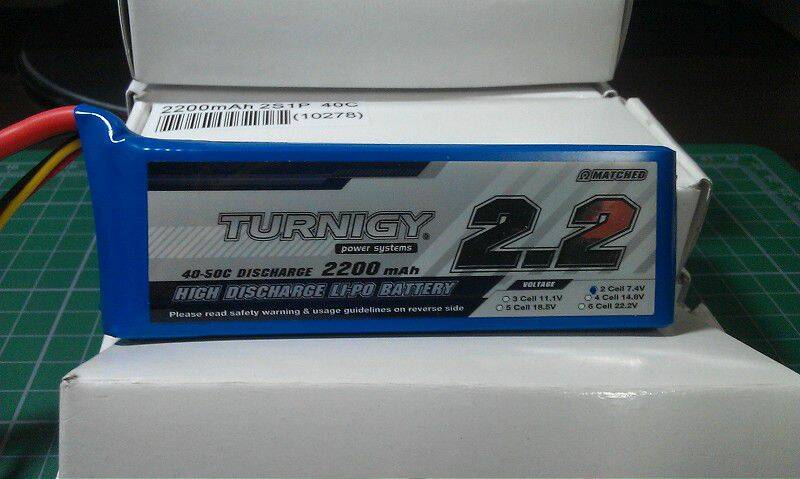 2200mAh 2S1P 40C
(10278)
Ω MATCHED
TURNIGY®
power systems
2.2
40-50C DISCHARGE 2200 mAh
HIGH DISCHARGE LI-PO BATTERY
Please read safety warning & usage guidelines on reverse side
VOLTAGE
2 Cell 7.4V
3 Cell 11.1V
4 Cell 14.8V
5 Cell 18.5V
6 Cell 22.2V